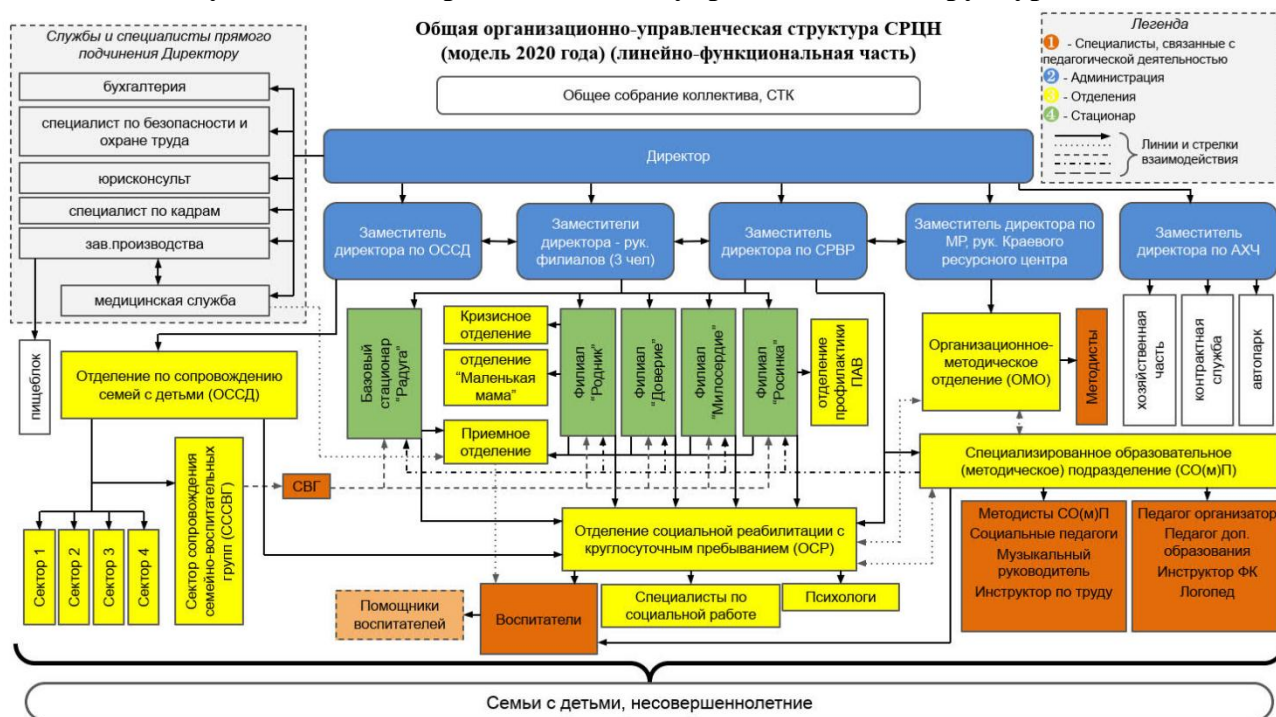 Общая организационно-управленческая структура СРЦН
(модель 2020 года) (линейно-функциональная часть)
Службы и специалисты прямого
подчинения Директору
бухгалтерия
специалист по безопасности и
охране труда
юрисконсульт
специалист по кадрам
зав.производства
медицинская служба
Общее собрание коллектива, СТК
Легенда
1 - Специалисты, связанные с
педагогической деятельностью
2 - Администрация
3 - Отделения
4 - Стационар
Линии и стрелки
взаимодействия
Директор
Заместитель
директора по ОССД
Заместители
директора - рук.
филиалов (3 чел)
Заместитель
директора по СРВР
Заместитель директора по
МР, рук. Краевого
ресурсного центра
Заместитель
директора по АХЧ
пищеблок
Отделение по сопровождению
семей с детьми (ОССД)
Базовый
стационар
"Радуга"
Кризисное
отделение
отделение
"Маленькая
мама"
Приемное
отделение
Филиал
"Родник"
Филиал
"Доверие"
Филиал
"Милосердие"
Филиал
"Росинка"
отделение
профилактики
ПАВ
Организационное-
методическое
отделение (ОМО)
Методисты
хозяйственная
часть
контрактная
служба
автопарк
Специализированное образовательное
(методическое) подразделение (СО(м)П)
Сектор 1
Сектор 2
Сектор 3
Сектор 4
Сектор сопровождения
семейно-воспитательных
групп (СССВГ)
СВГ
Отделение социальной реабилитации с
круглосуточным пребыванием (ОСР)
Методисты СО(м)П
Социальные педагоги
Музыкальный
руководитель
Инструктор по труду
Педагог организатор
Педагог доп.
образования
Инструктор ФК
Логопед
Помощники
воспитателей
Воспитатели
Специалисты по
социальной работе
Психологи
Семьи с детьми, несовершеннолетние